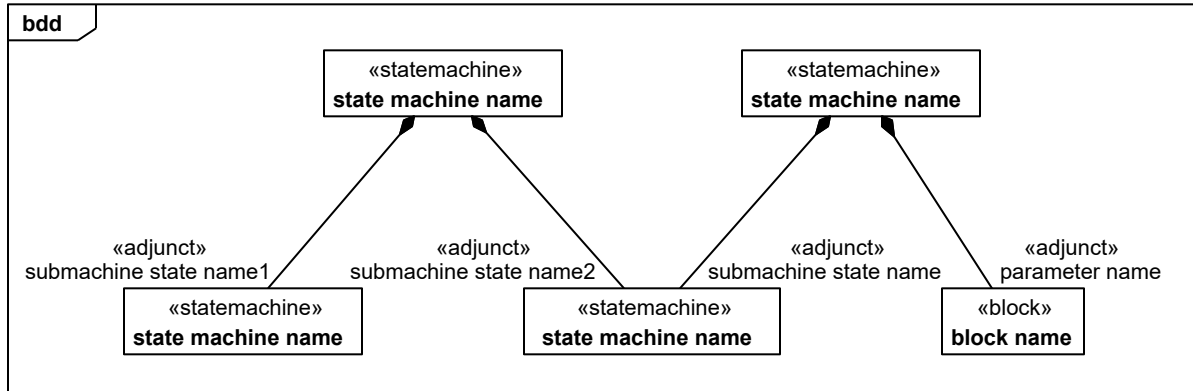 bdd
«statemachine»
state machine name
«statemachine»
state machine name
«adjunct»
submachine state name1
«adjunct»
submachine state name2
«adjunct»
submachine state name
«adjunct»
parameter name
«statemachine»
state machine name
«statemachine»
state machine name
«block»
block name